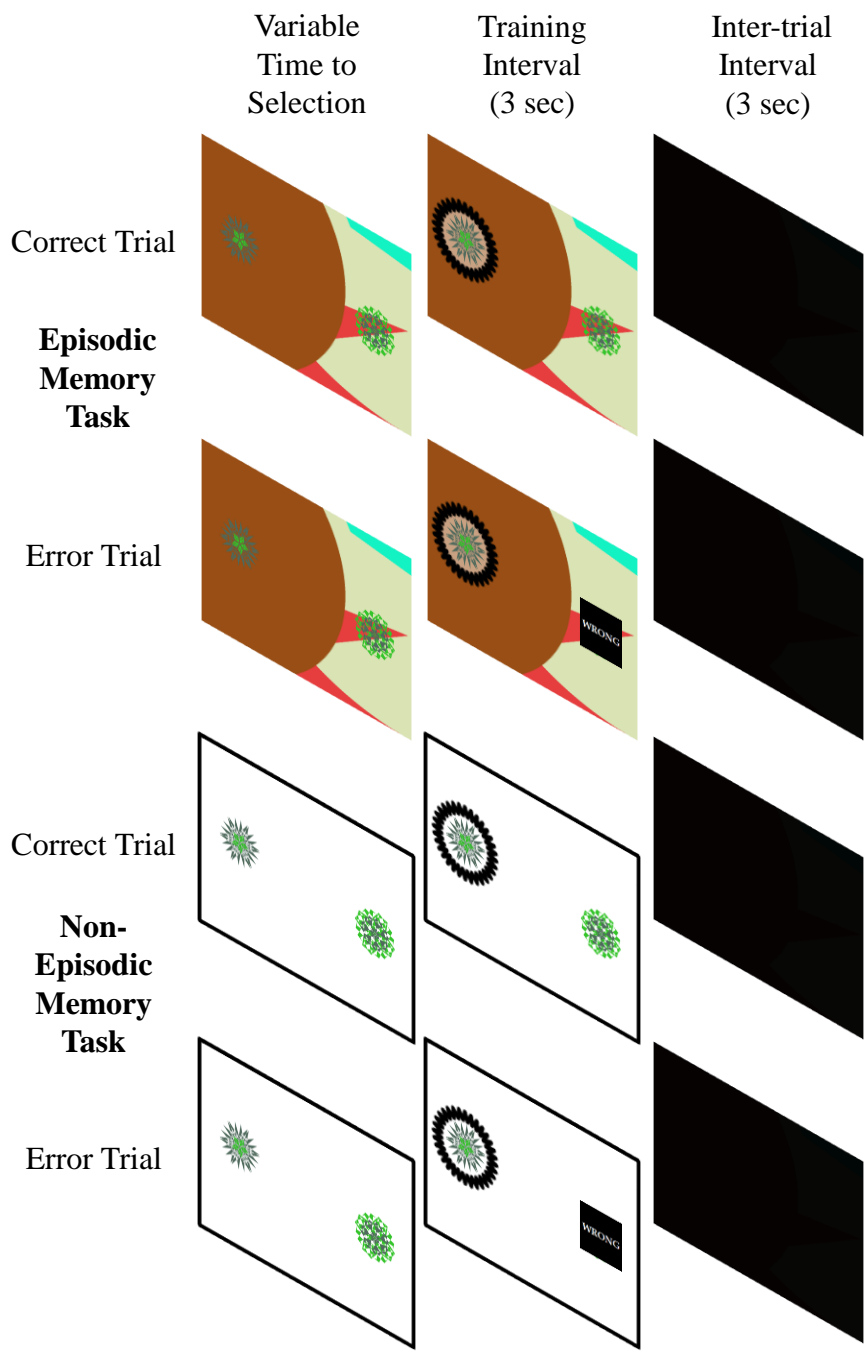 Variable
Time to
Selection
Training
Interval
(3 sec)
Inter-trial
Interval
(3 sec)
Correct Trial
Episodic
Memory
Task
Error Trial
WRONG
Correct Trial
Non-
Episodic
Memory
Task
Error Trial
WRONG